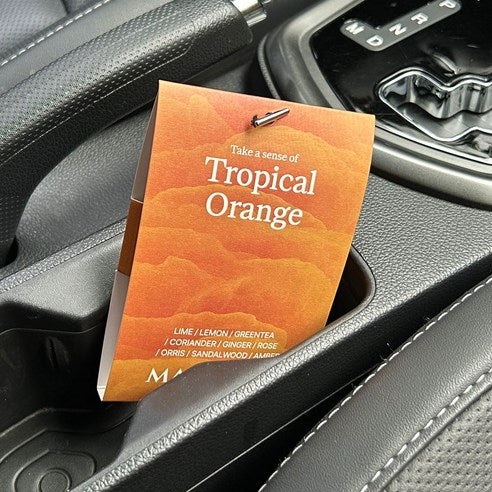 P
R
N
D
M
Take a sense of
Tropical
Orange
LIME / LEMON / GREENTEA
/ CORIANDER / GINGER / ROSE
/ ORRIS / SANDALWOOD / AMBER